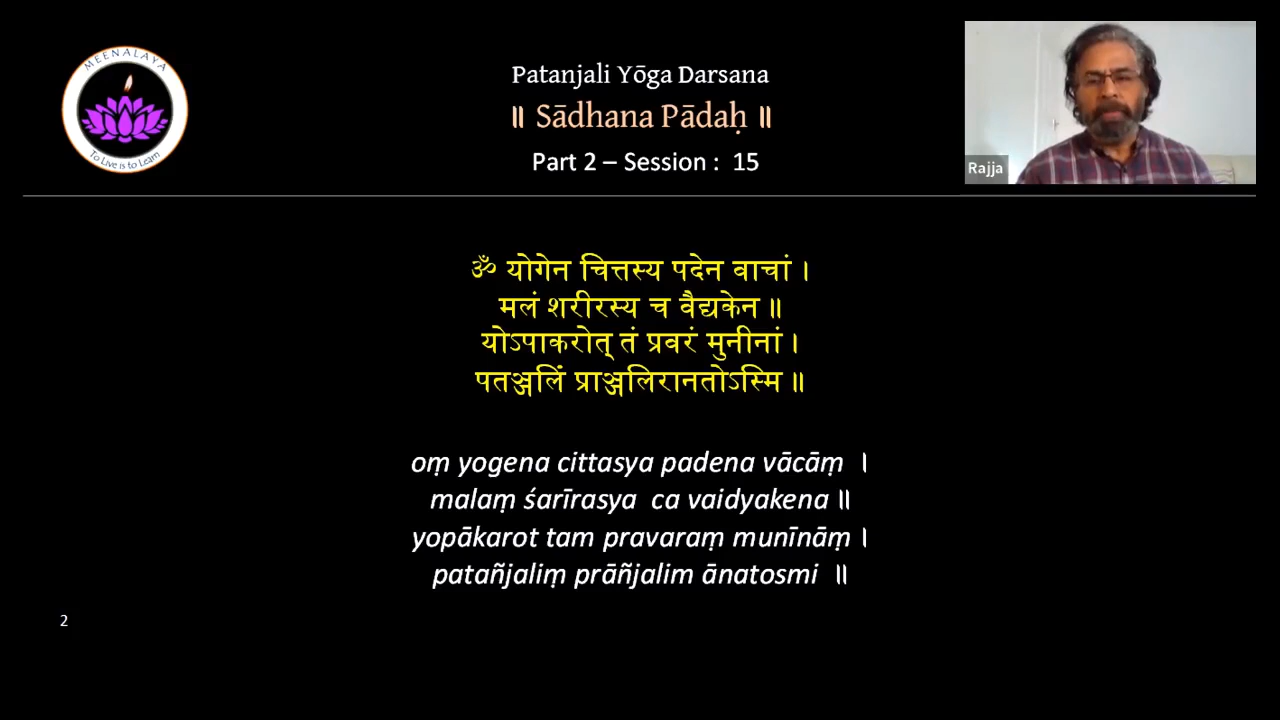 MEENALAYA
To Live is to Learn
Patanjali Yōga Darsana
॥ Sādhana Pādaḥ ॥
Part 2 – Session : 15
Rajja
ॐ योगेन चित्तस्य पदेन वाचां ।
मलं शरीरस्य च वैद्यकेन ॥
योऽपाकरोत् तं प्रवरं मुनीनां ।
पतञ्जलिं प्राञ्जलिरानतोऽस्मि ॥
oṃ yogena cittasya padena vācāṃ ।
malaṃ śarīrasya ca vaidyakena ॥
yopākarot tam pravaraṃ munīnāṃ ।
patañjaliṃ prāñjalim ānatosmi ॥
2